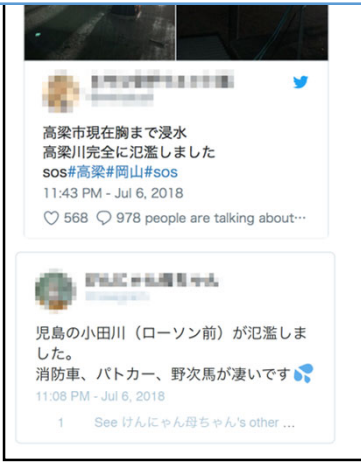 高梁市現在胸まで浸水
高梁川完全に氾濫しました
sos#高梁#岡山#sos
11:43 PM - Jul 6, 2018
568 978 people are talking about…
児島の小田川（ローソン前）が氾濫しま
した。
消防車、パトカー、野次馬が凄いです💦
11:08 PM - Jul 6, 2018
1 See けんにゃん母ちゃん's other …